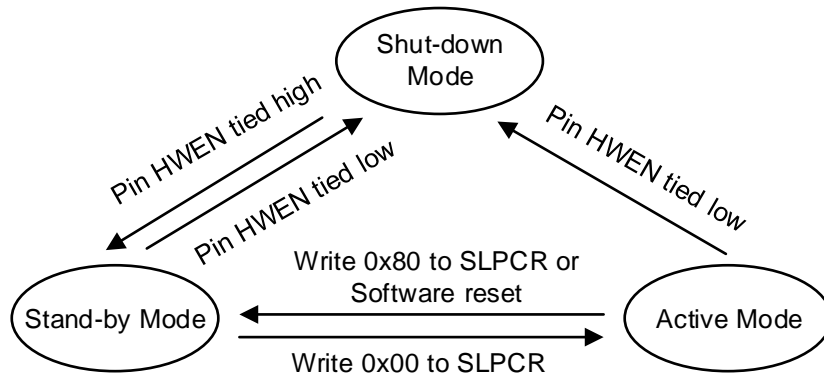 Shut-down
Mode
Pin HWEN tied high
Pin HWEN tied low
Pin HWEN tied low
Write 0x80 to SLPCR or
Software reset
Stand-by Mode
Active Mode
Write 0x00 to SLPCR